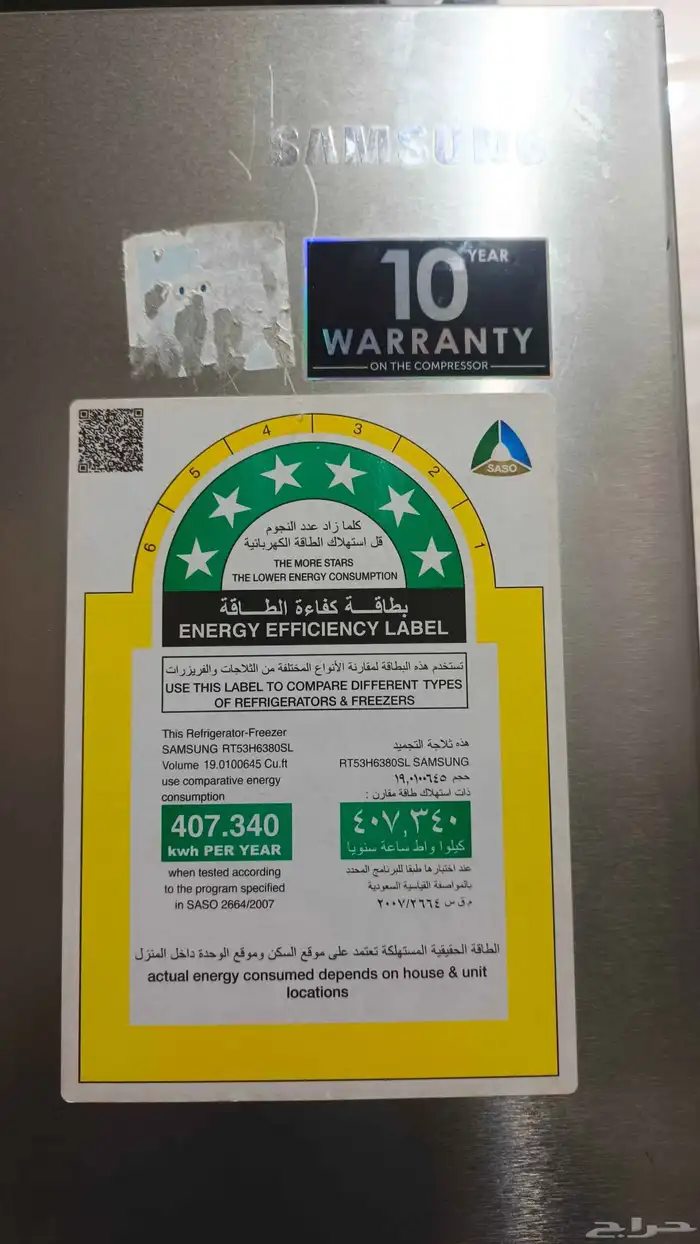 SAMSUNG
10 YEAR
WARRANTY
ON THE COMPRESSOR
6 5 4 3 2 1
SASO
كلما زاد عدد النجوم
قل استهلاك الطاقة الكهربائية
THE MORE STARS
THE LOWER ENERGY CONSUMPTION
بطاقـــة كفاءة الطـــاقة
ENERGY EFFICIENCY LABEL
تستخدم هذه البطاقة لمقارنة الأنواع المختلفة من الثلاجات والفريزرات
USE THIS LABEL TO COMPARE DIFFERENT TYPES
OF REFRIGERATORS & FREEZERS
This Refrigerator-Freezer
SAMSUNG RT53H6380SL
Volume 19.0100645 Cu.ft
use comparative energy
consumption
407.340
kwh PER YEAR
when tested according
to the program specified
in SASO 2664/2007
هذه ثلاجة التجميد
RT53H6380SL SAMSUNG
حجم ١٩,٠١٠٠٦٤٥
ذات استهلاك طاقة مقارن :
٤٠٧,٣٤٠
كيلوا واط ساعة سنويا
عند اختبارها طبقا للبرنامج المحدد
بالمواصفة القياسية السعودية
م ق س ٢٠٠٧/٢٦٦٤
الطاقة الحقيقية المستهلكة تعتمد على موقع السكن وموقع الوحدة داخل المنزل
actual energy consumed depends on house & unit
locations
حراج